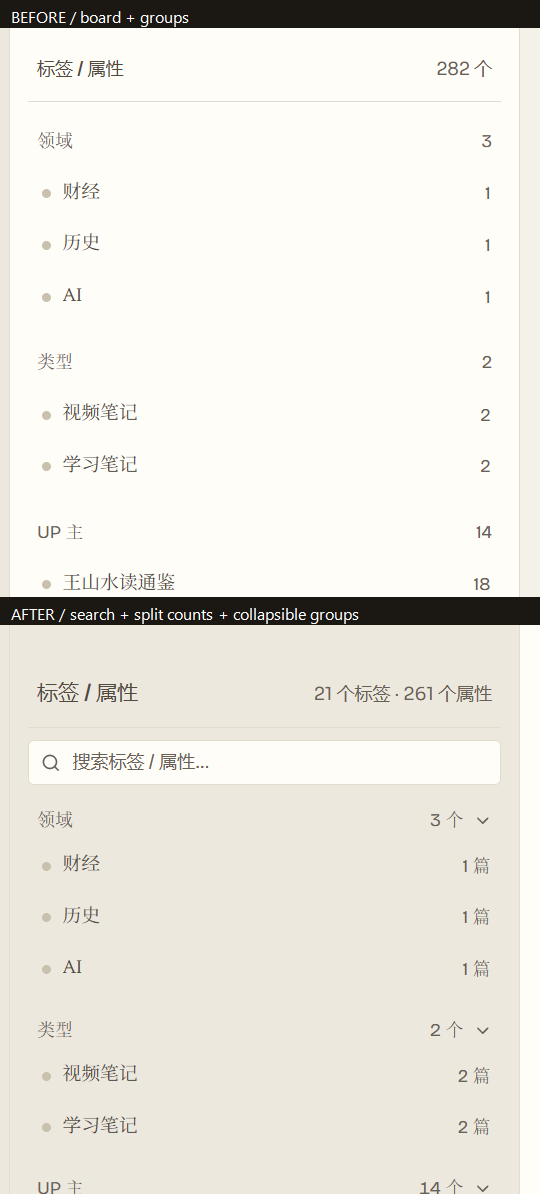 BEFORE / board + groups
标签 / 属性 282 个
领域 3
财经 1
历史 1
AI 1
类型 2
视频笔记 2
学习笔记 2
UP 主 14
王山水读通鉴 18
AFTER / search + split counts + collapsible groups
标签 / 属性 21 个标签 · 261 个属性
搜索标签 / 属性...
领域 3 个
财经 1 篇
历史 1 篇
AI 1 篇
类型 2 个
视频笔记 2 篇
学习笔记 2 篇
UP 主 14 个